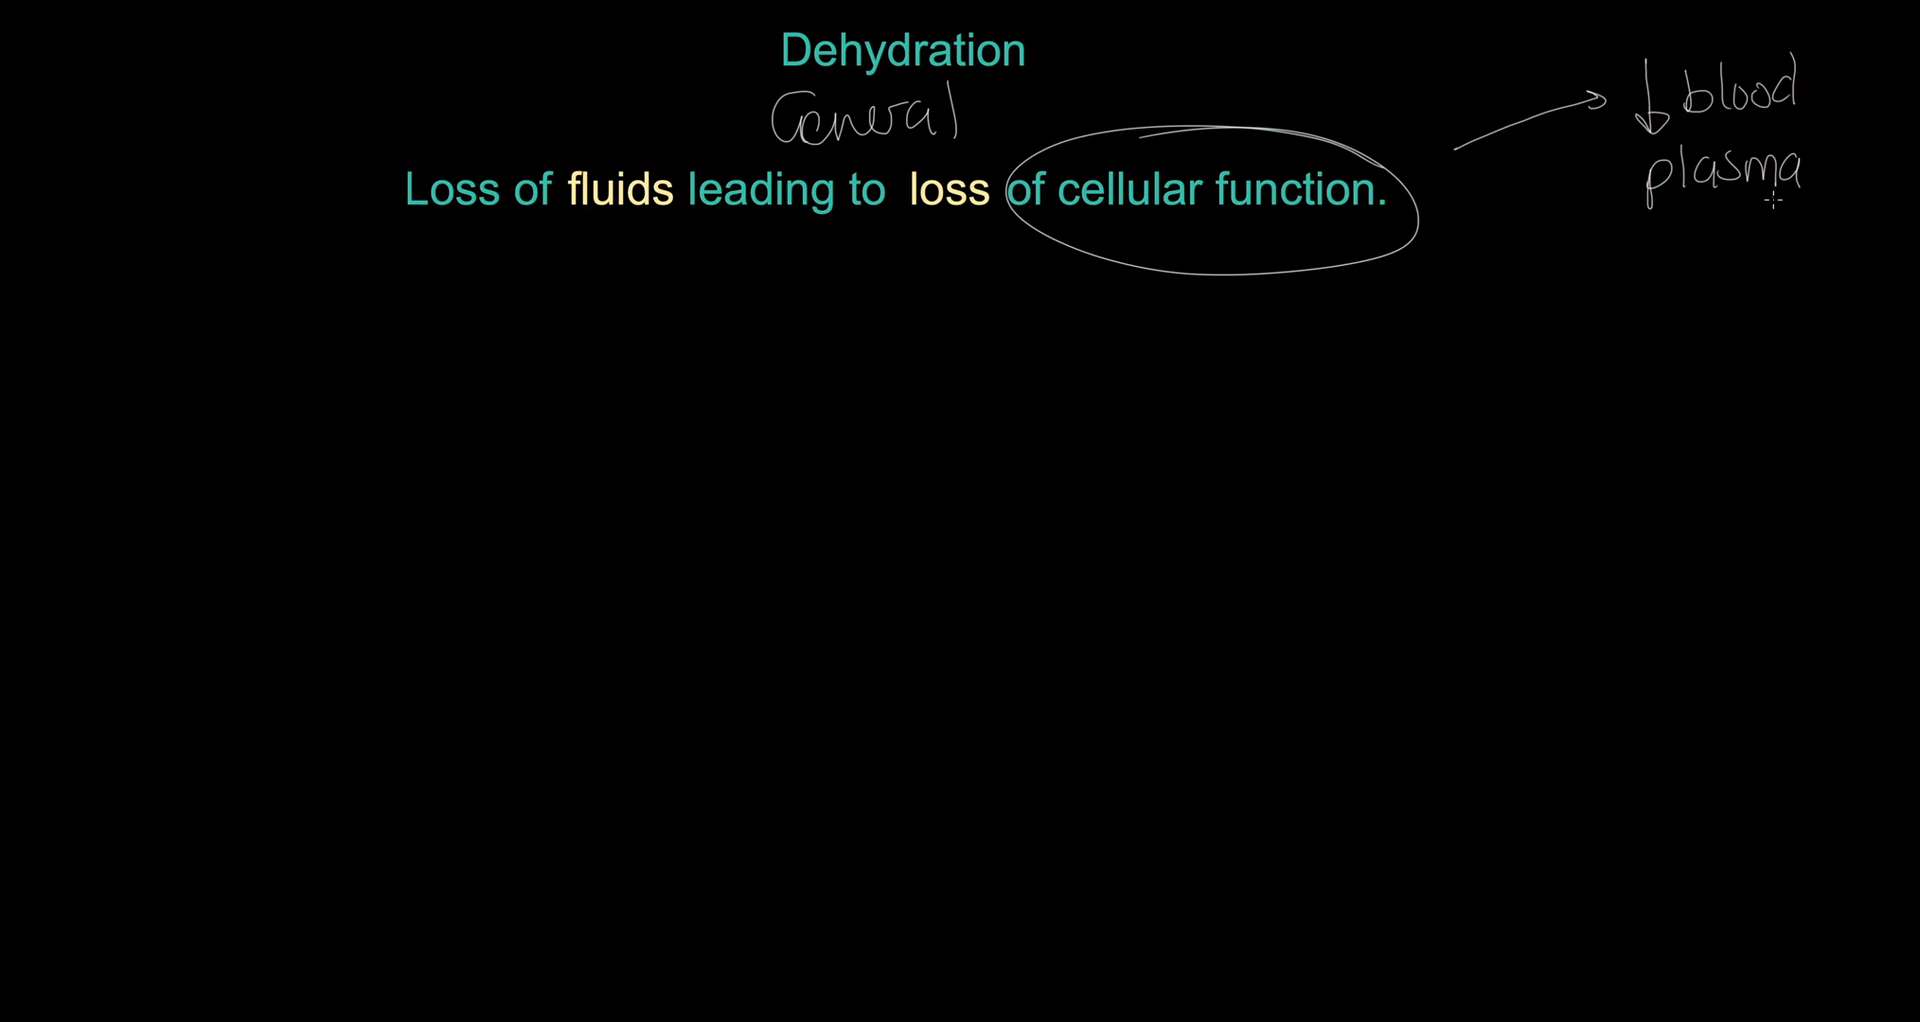 Dehydration
General
Loss of fluids leading to loss of cellular function.
↓ blood
plasma